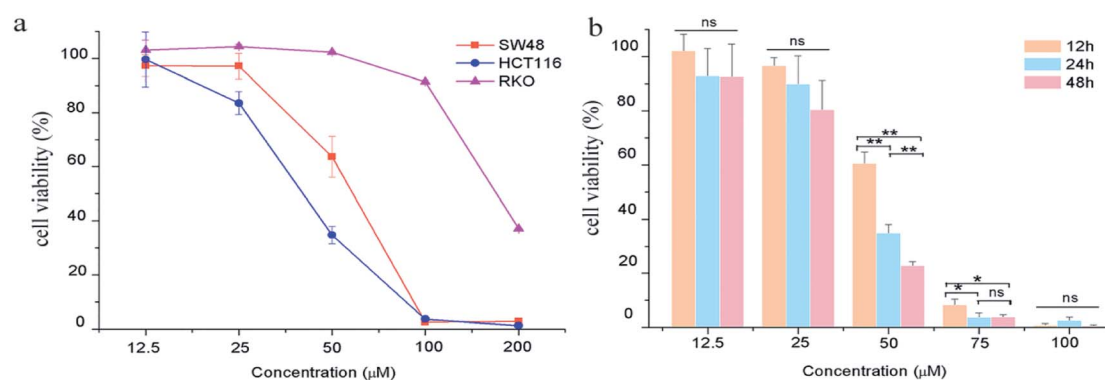 a
SW48
HCT116
RKO
cell viability (%)
100
80
60
40
20
0
12.5 25 50 100 200
Concentration (μM)
b
12h
24h
48h
cell viability (%)
100
80
60
40
20
0
ns
ns
**
**
**
*
*
ns
ns
12.5 25 50 75 100
Concentration (μM)